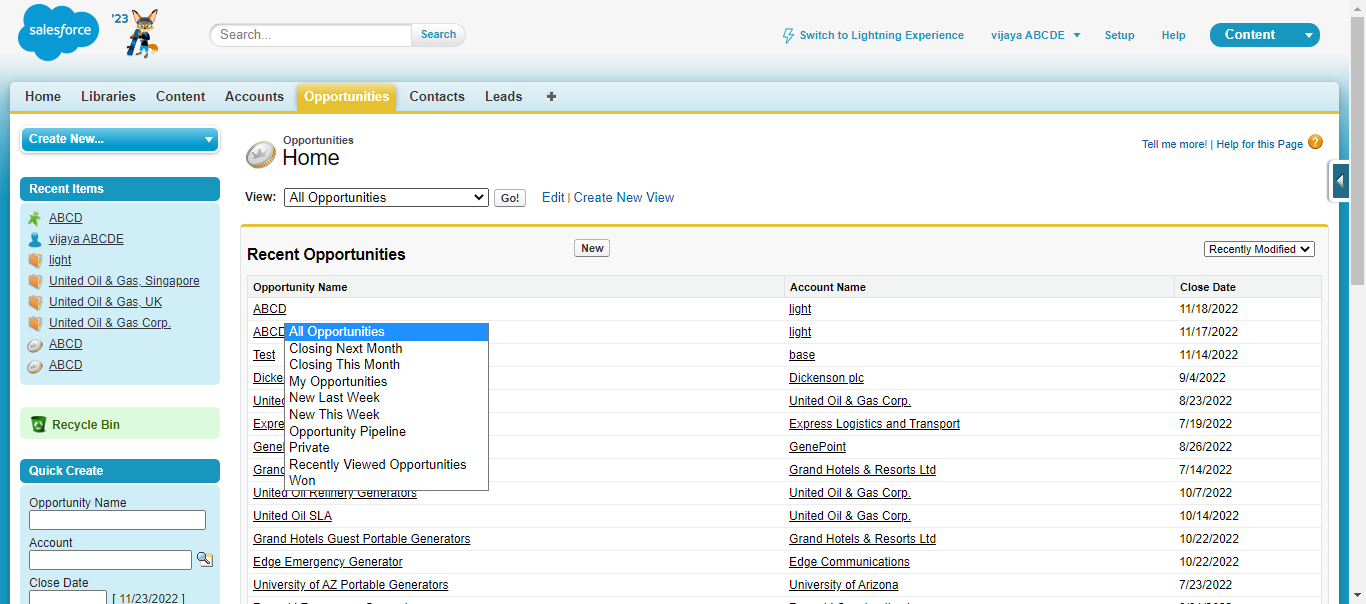 salesforce
'23
Search...
Search
Switch to Lightning Experience
vijaya ABCDE
Setup
Help
Content
Home Libraries Content Accounts Opportunities Contacts Leads +
Create New...
Recent Items
ABCD
vijaya ABCDE
light
United Oil & Gas, Singapore
United Oil & Gas, UK
United Oil & Gas Corp.
ABCD
ABCD
Recycle Bin
Quick Create
Opportunity Name
Account
Close Date
[ 11/23/2022 ]
Opportunities
Home
Tell me more! | Help for this Page ?
View: All Opportunities Go! Edit | Create New View
Recent Opportunities New Recently Modified
Opportunity Name Account Name Close Date
ABCD light 11/18/2022
ABCD light 11/17/2022
Test base 11/14/2022
Dicke Dickenson plc 9/4/2022
United Oil & Gas Corp. 8/23/2022
Expre Express Logistics and Transport 7/19/2022
GenePoint 8/26/2022
Grand Grand Hotels & Resorts Ltd 7/14/2022
United Oil Refinery Generators United Oil & Gas Corp. 10/7/2022
United Oil SLA United Oil & Gas Corp. 10/14/2022
Grand Hotels Guest Portable Generators Grand Hotels & Resorts Ltd 10/22/2022
Edge Emergency Generator Edge Communications 10/22/2022
University of AZ Portable Generators University of Arizona 7/23/2022
All Opportunities
Closing Next Month
Closing This Month
My Opportunities
New Last Week
New This Week
Opportunity Pipeline
Private
Recently Viewed Opportunities
Won